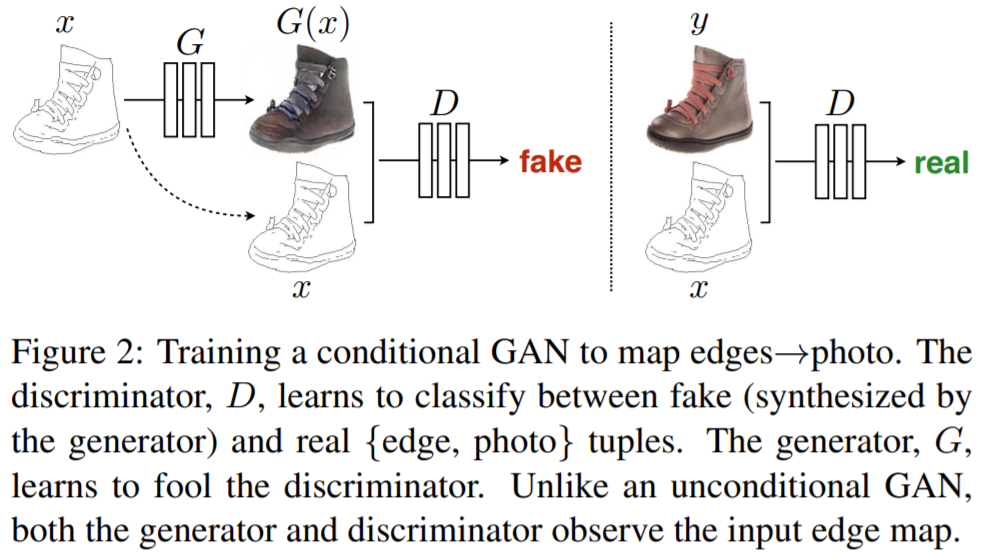 x
G
G(x)
D
fake
x
y
D
real
x
Figure 2: Training a conditional GAN to map edges→photo. The
discriminator, D, learns to classify between fake (synthesized by
the generator) and real {edge, photo} tuples. The generator, G,
learns to fool the discriminator. Unlike an unconditional GAN,
both the generator and discriminator observe the input edge map.